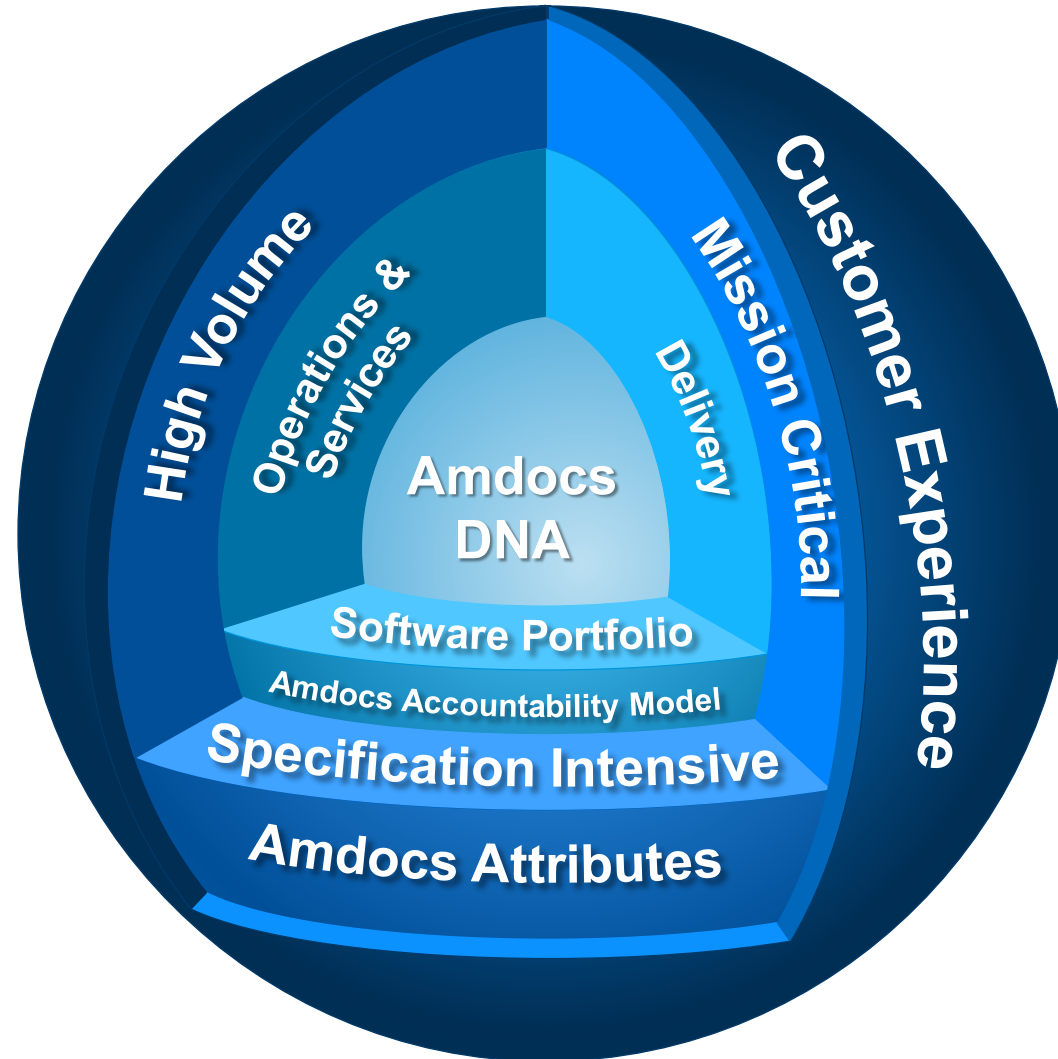 Customer Experience
High Volume
Mission Critical
Operations &
Services
Delivery
Amdocs
DNA
Software Portfolio
Amdocs Accountability Model
Specification Intensive
Amdocs Attributes